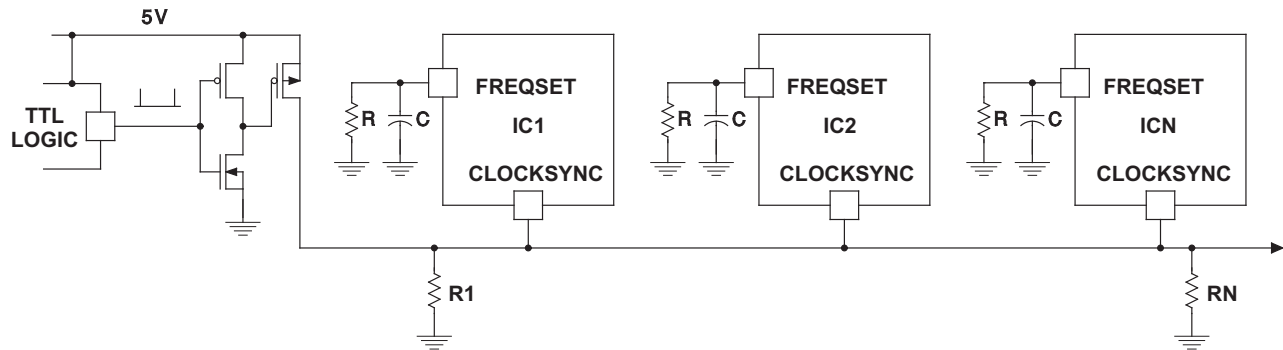 5V
TTL
LOGIC
R
C
FREQSET
IC1
CLOCKSYNC
R
C
FREQSET
IC2
CLOCKSYNC
R
C
FREQSET
ICN
CLOCKSYNC
R1
RN